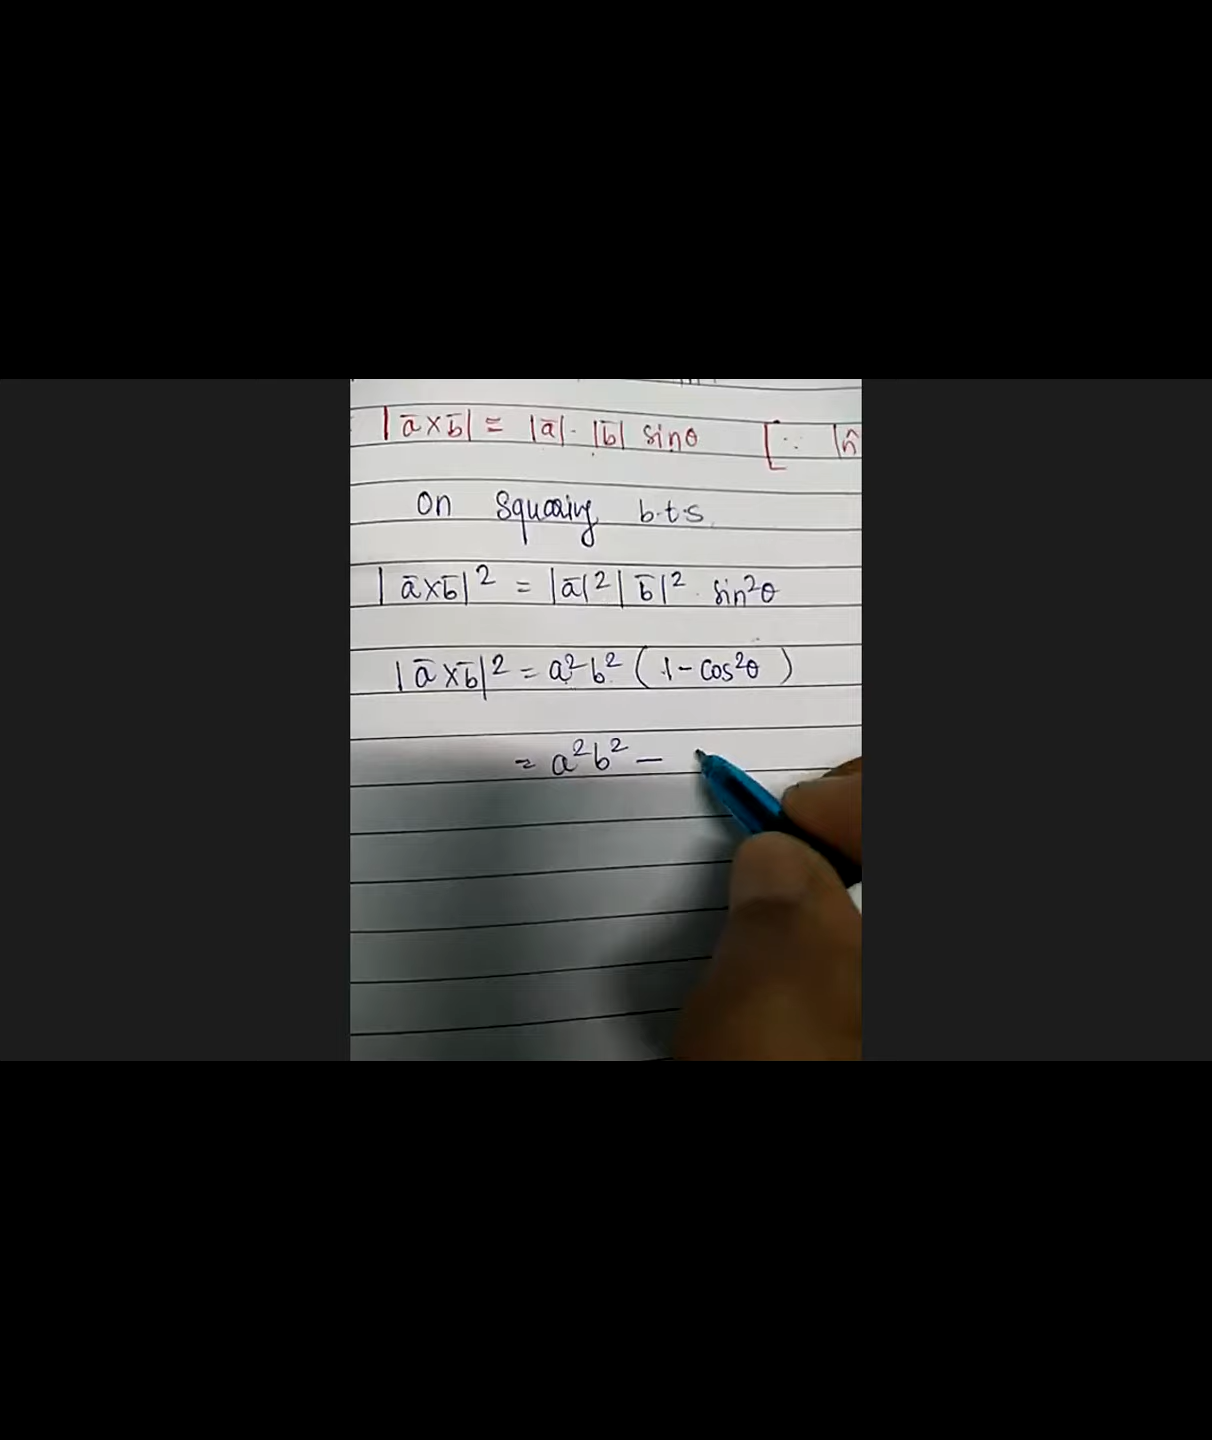 |a̅×b̅| = |a̅|·|b̅| sinθ [∵ |n̂
On Squaring b.t.s.
|a̅×b̅|² = |a̅|²|b̅|²·sin²θ
|a̅×b̅|² = a²b²(1-cos²θ)
= a²b² –